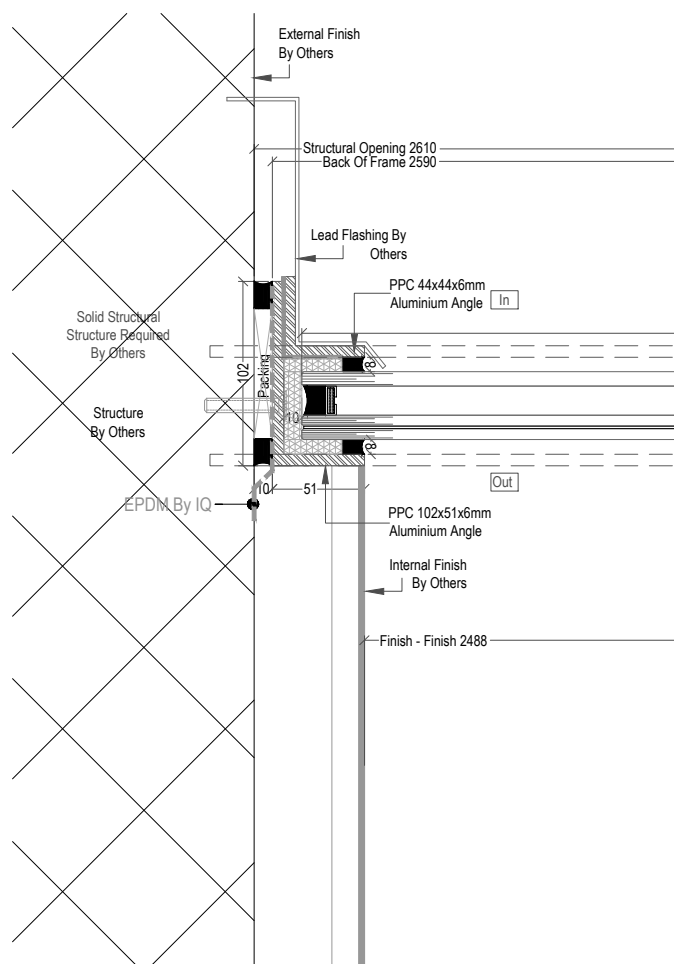 External Finish
By Others
Structural Opening 2610
Back Of Frame 2590
Lead Flashing By
Others
PPC 44x44x6mm
Aluminium Angle
In
Solid Structural
Structure Required
By Others
8
102
Packing
Structure
By Others
10
8
Out
10
51
EPDM By IQ
PPC 102x51x6mm
Aluminium Angle
Internal Finish
By Others
Finish - Finish 2488